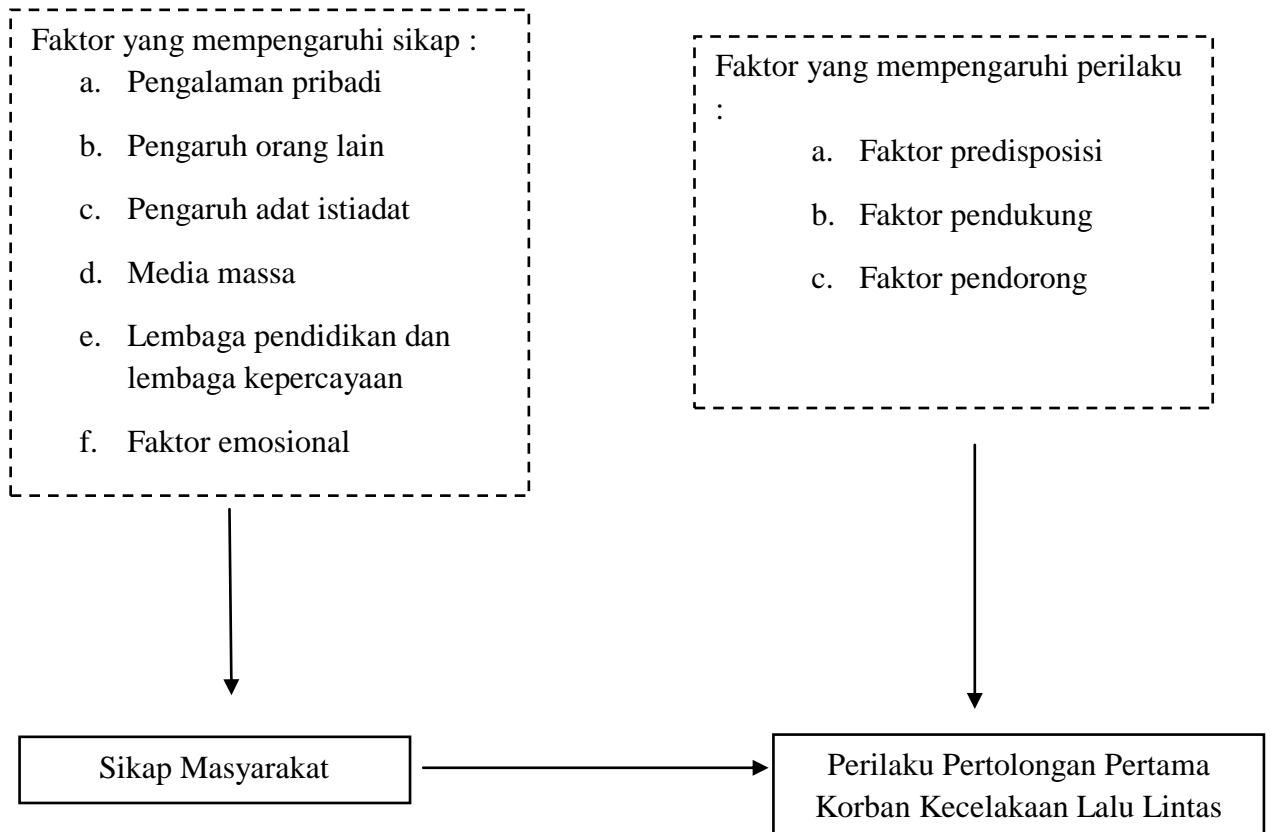 Faktor yang mempengaruhi sikap :
a. Pengalaman pribadi
b. Pengaruh orang lain
c. Pengaruh adat istiadat
d. Media massa
e. Lembaga pendidikan dan
lembaga kepercayaan
f. Faktor emosional
Faktor yang mempengaruhi perilaku
:
a. Faktor predisposisi
b. Faktor pendukung
c. Faktor pendorong
Sikap Masyarakat
Perilaku Pertolongan Pertama
Korban Kecelakaan Lalu Lintas